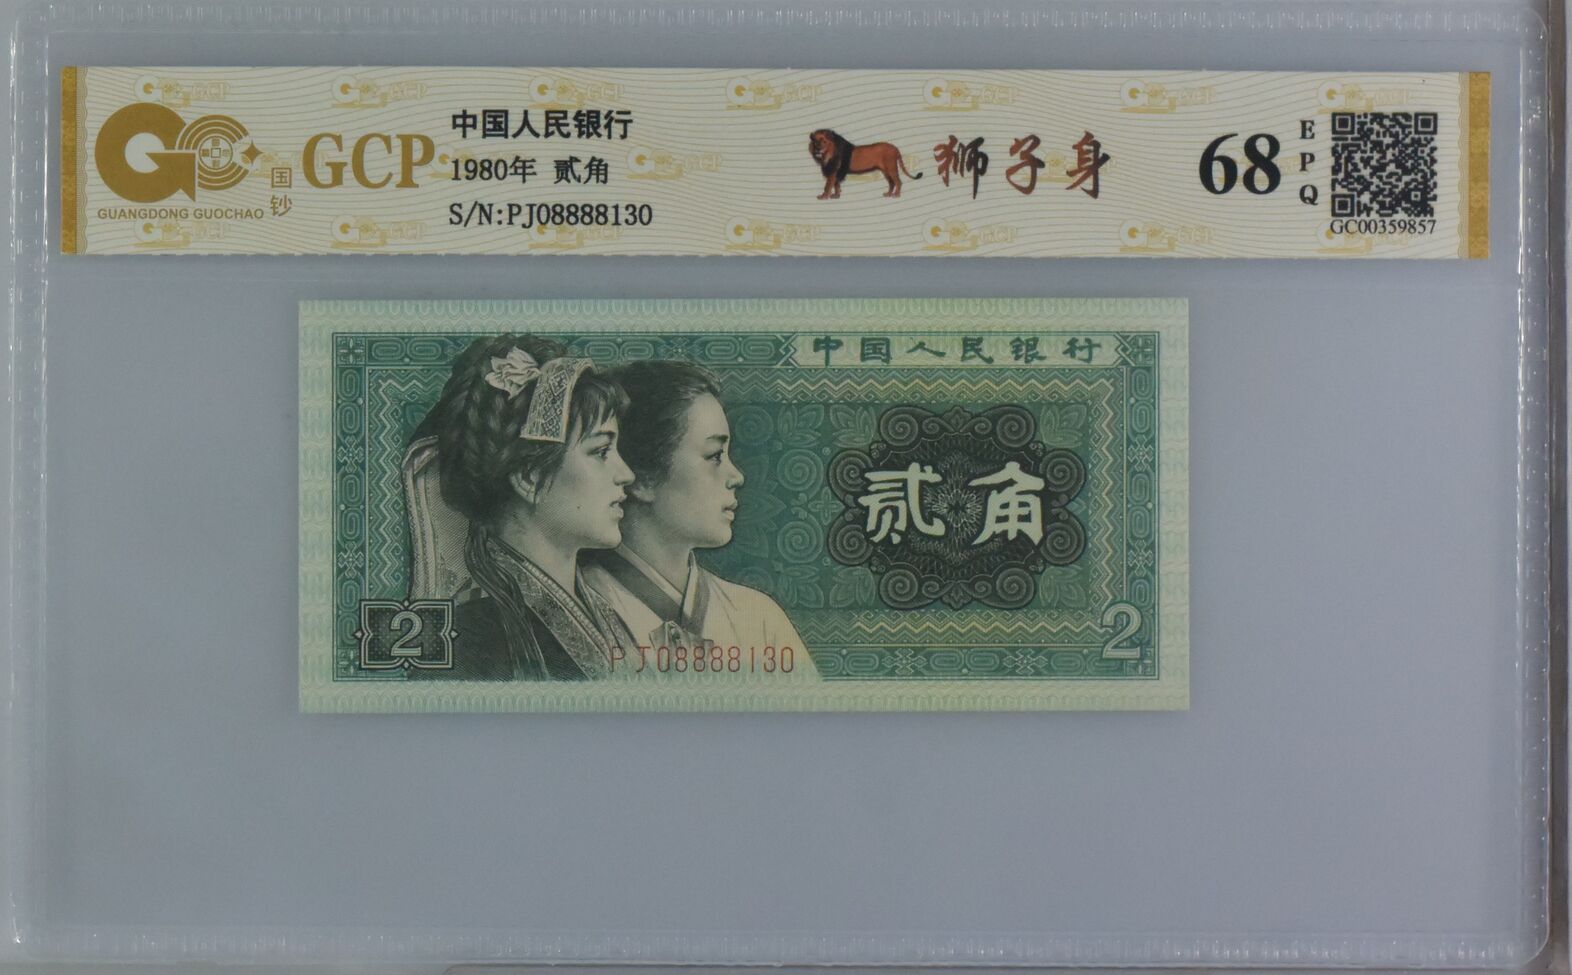 GUANGDONG GUOCHAO
国钞
GCP
中国人民银行
1980年 贰角
S/N:PJ08888130
狮子身
68
EPQ
GC00359857
中国人民银行
贰角
2
2
PJ08888130